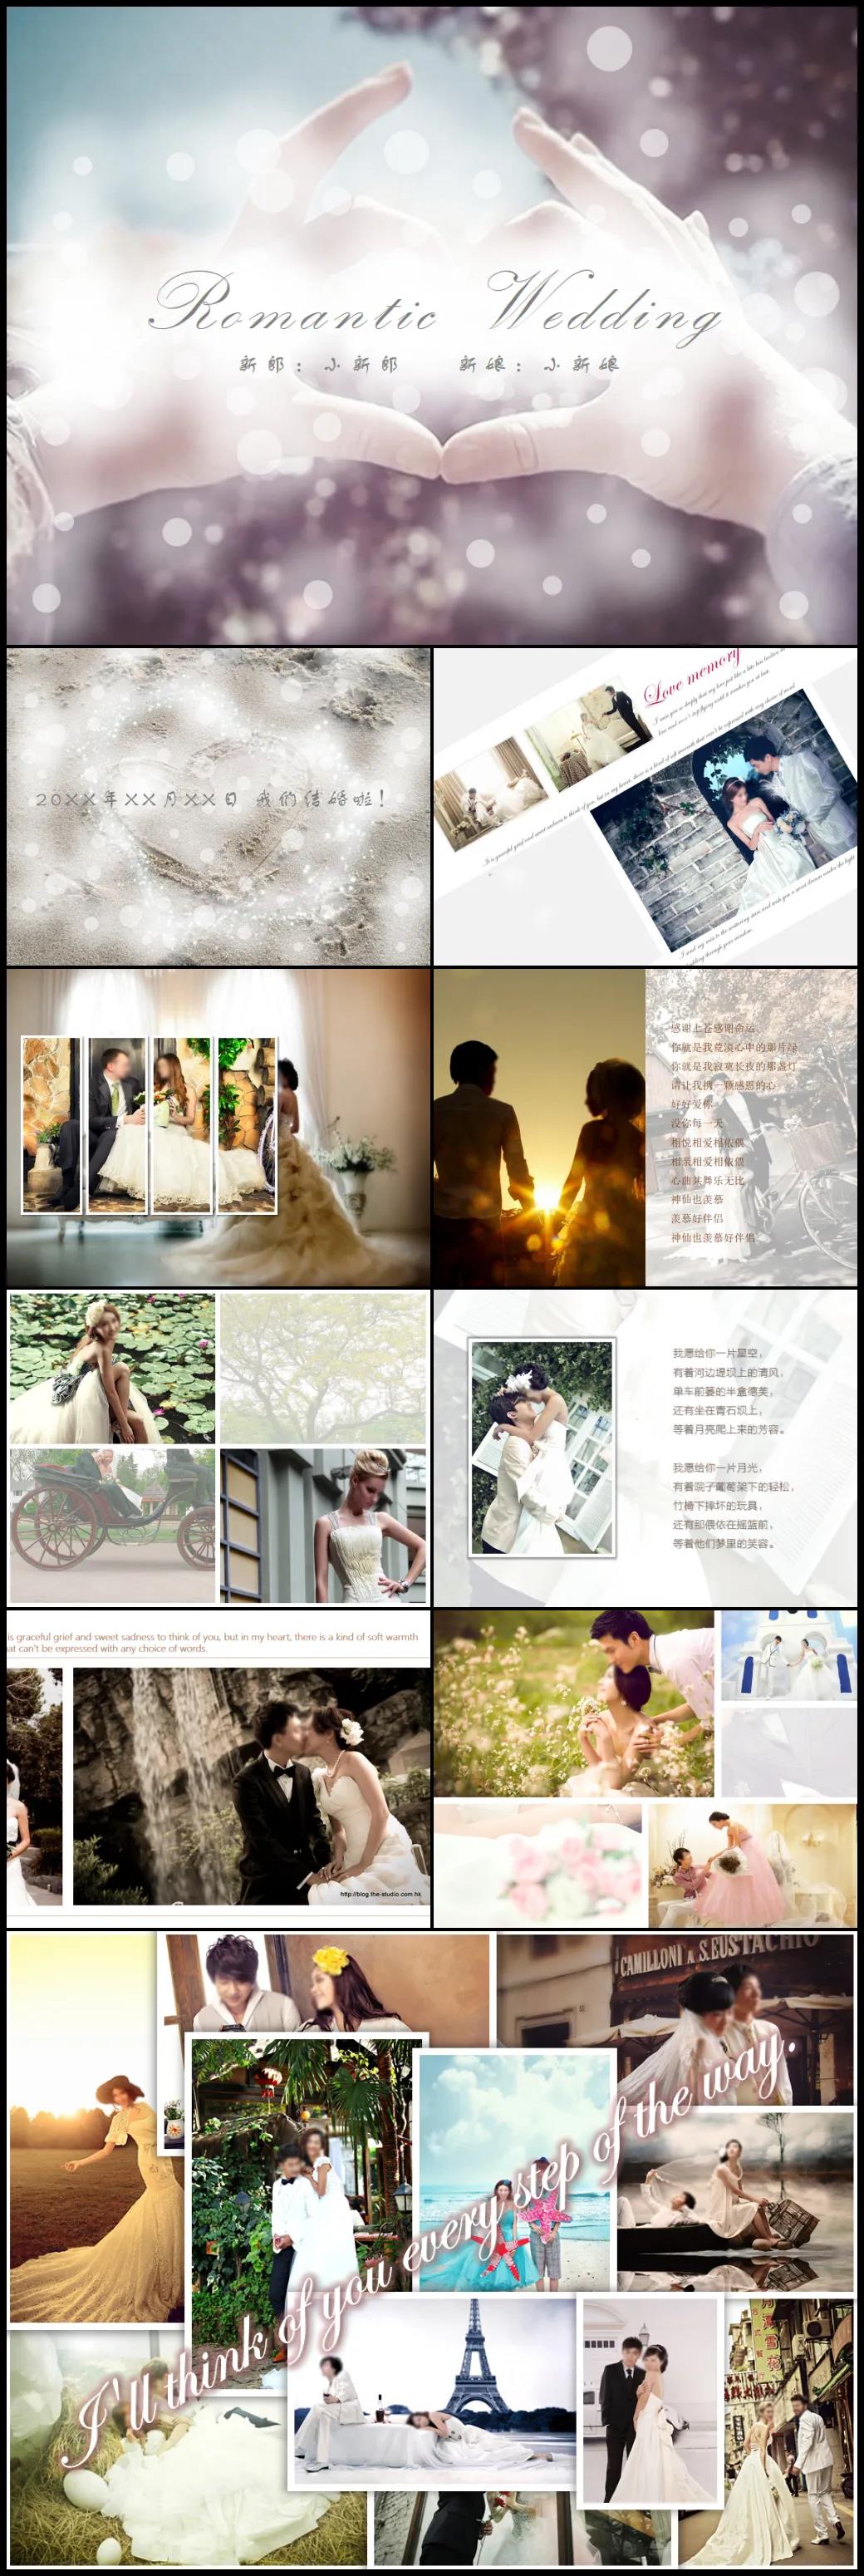 Romantic Wedding
新郎：小新郎 新娘：小新娘
20XX年XX月XX日 我们结婚啦！
Love memory
感谢上苍感谢命运
你就是我荒漠心中的那片绿
你就是我寂寞长夜的那盏灯
请让我拥一颗感恩的心
好好爱你
没你每一天
相悦相爱相依偎
相亲相爱相依偎
心曲共舞乐无比
神仙也羡慕
羡慕好伴侣
神仙也羡慕好伴侣
我愿给你一片星空，
有着河边堤坝上的清风，
单车前篓的半盒德芙，
还有坐在青石坝上，
等着月亮爬上来的芳容。
我愿给你一片月光，
有着院子葡萄架下的轻松，
竹椅下摔坏的玩具，
还有那偎依在摇篮前，
等着他们梦里的笑容。
is graceful grief and sweet sadness to think of you, but in my heart, there is a kind of soft warmth
at can't be expressed with any choice of words.
http://blog.the-studio.com.hk
CAMILLONI A S. EUSTACHIO
I'll think of you every step of the way.